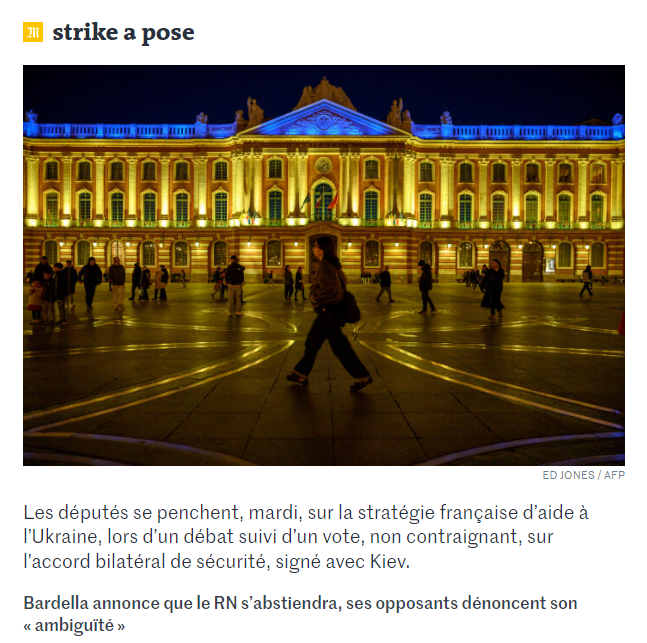 M strike a pose
ED JONES / AFP
Les députés se penchent, mardi, sur la stratégie française d’aide à
l’Ukraine, lors d’un débat suivi d’un vote, non contraignant, sur
l’accord bilatéral de sécurité, signé avec Kiev.
Bardella annonce que le RN s’abstiendra, ses opposants dénoncent son
« ambiguïté »